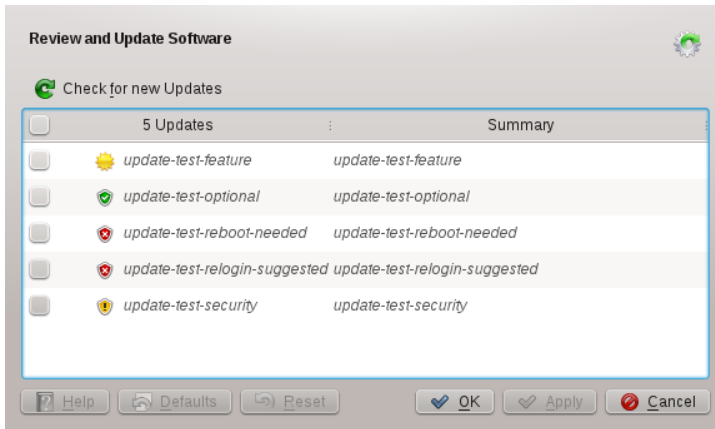 Review and Update Software
Check for new Updates
5 Updates Summary
update-test-feature update-test-feature
update-test-optional update-test-optional
update-test-reboot-needed update-test-reboot-needed
update-test-relogin-suggested update-test-relogin-suggested
update-test-security update-test-security
Help Defaults Reset OK Apply Cancel